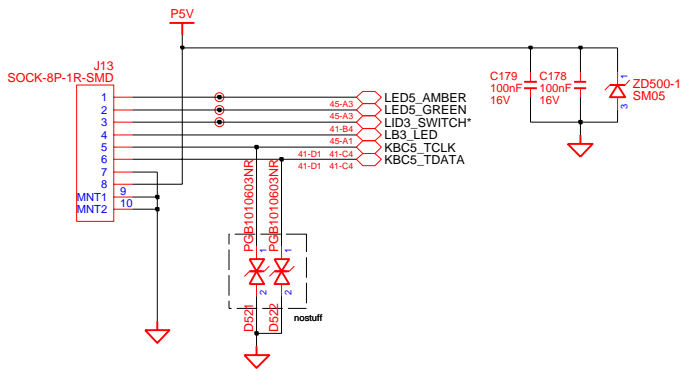 P5V
J13
SOCK-8P-1R-SMD
1
2
3
4
5
6
7
8
MNT1 9
MNT2 10
45-A3 LED5_AMBER
45-A3 LED5_GREEN
41-B4 LID3_SWITCH*
45-A1 LB3_LED
41-D1 41-C4 KBC5_TCLK
41-D1 41-C4 KBC5_TDATA
C179
100nF
16V
C178
100nF
16V
1
3
ZD500-1
SM05
PGB1010603NR
PGB1010603NR
1
1
2
2
D521
D522
nostuff